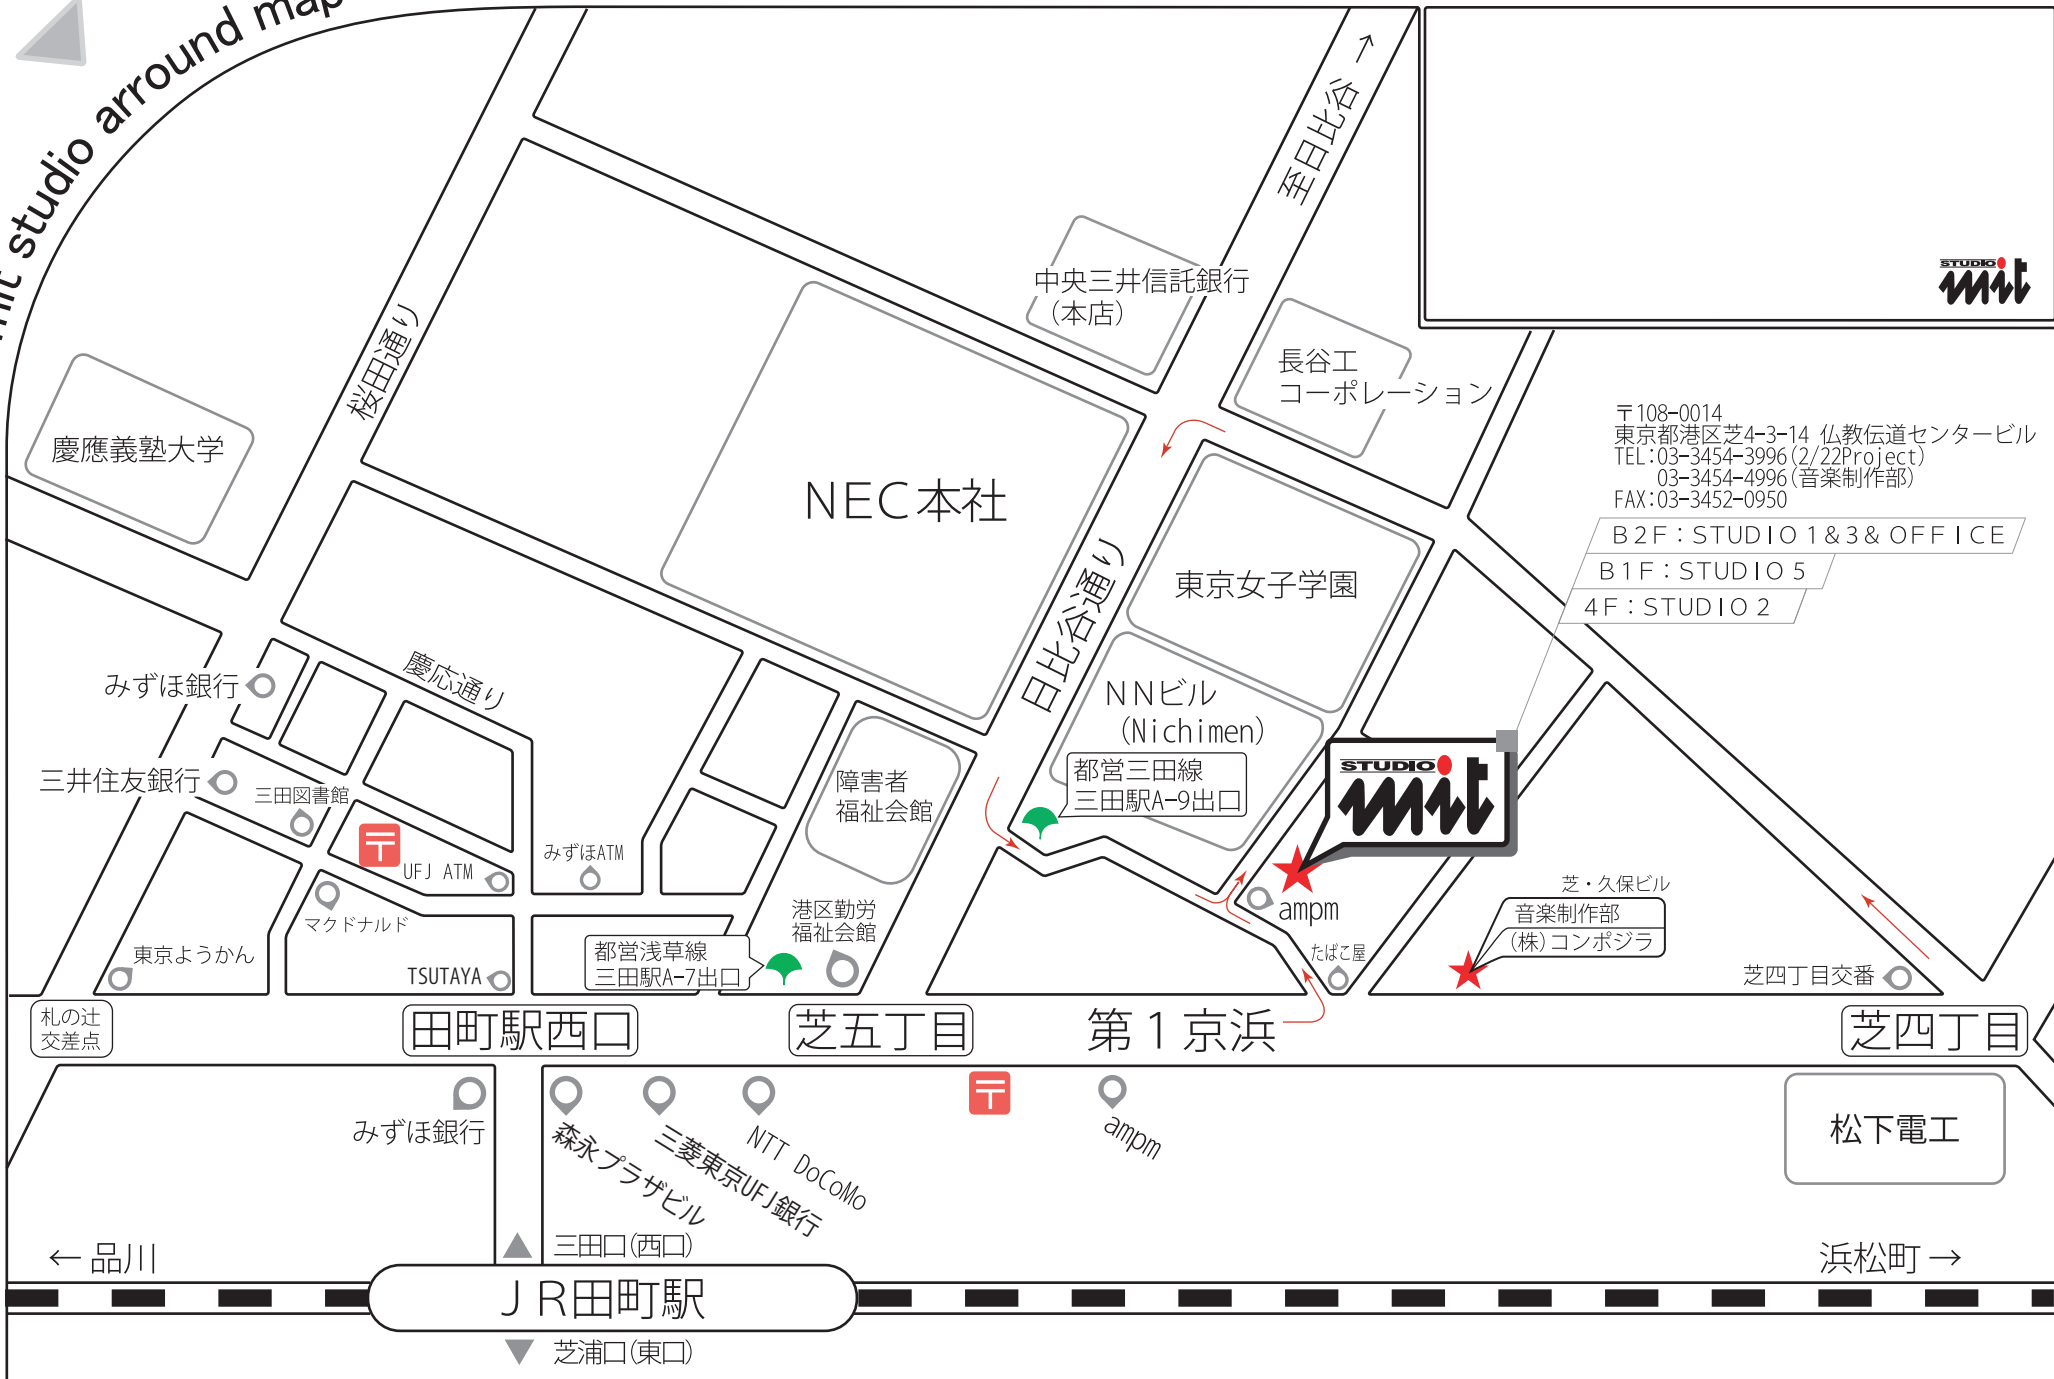 mit studio arround map
至日比谷→
STUDIO mit
中央三井信託銀行
(本店)
長谷工
コーポレーション
桜田通り
慶應義塾大学
〒108-0014
東京都港区芝4-3-14 仏教伝道センタービル
TEL:03-3454-3996(2/22Project)
03-3454-4996(音楽制作部)
FAX:03-3452-0950
B2F:STUDIO 1&3& OFFICE
B1F:STUDIO 5
4F:STUDIO 2
NEC本社
日比谷通り
東京女子学園
NNビル
(Nichimen)
慶応通り
みずほ銀行
三井住友銀行
三田図書館
〒
UFJ ATM
みずほATM
障害者
福祉会館
都営三田線
三田駅A-9出口
STUDIO mit
ampm
芝・久保ビル
音楽制作部
(株)コンポジラ
マクドナルド
東京ようかん
TSUTAYA
港区勤労
福祉会館
都営浅草線
三田駅A-7出口
たばこ屋
芝四丁目交番
札の辻
交差点
田町駅西口
芝五丁目
第1京浜
芝四丁目
みずほ銀行
森永プラザビル
三菱東京UFJ銀行
NTT DoCoMo
〒
ampm
松下電工
←品川
三田口(西口)
浜松町→
JR田町駅
芝浦口(東口)